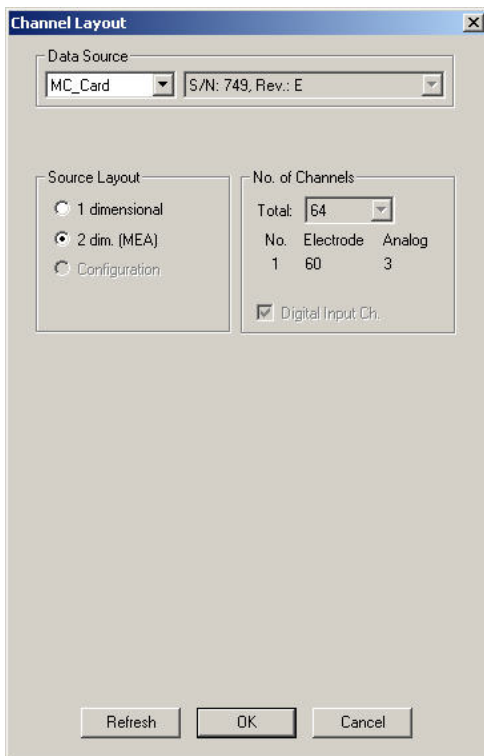 Channel Layout
Data Source
MC_Card S/N: 749, Rev.: E
Source Layout
1 dimensional
2 dim. (MEA)
Configuration
No. of Channels
Total: 64
No. Electrode Analog
1 60 3
Digital Input Ch.
Refresh OK Cancel